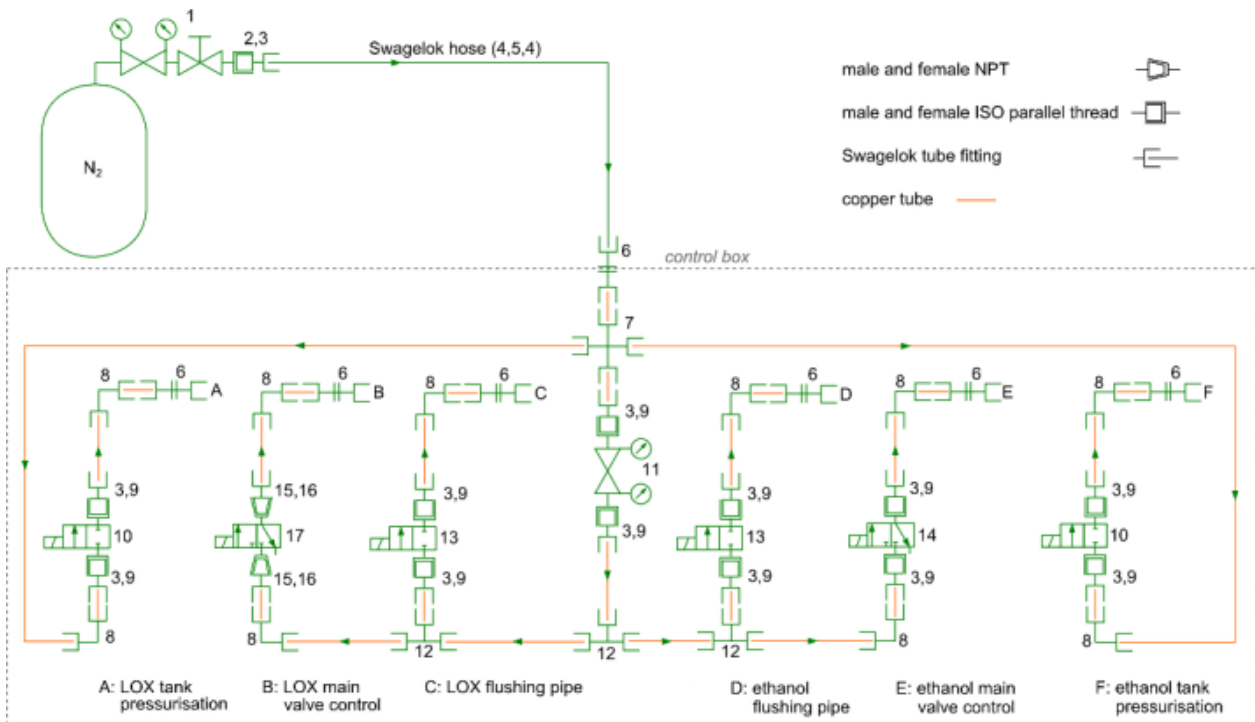 1
2,3
Swagelok hose (4,5,4)
male and female NPT
male and female ISO parallel thread
Swagelok tube fitting
copper tube
N2
6
control box
7
8 6 A
8 6 B
8 6 C
3,9
8 6 D
8 6 E
8 6 F
11
3,9
15,16
3,9
3,9
3,9
3,9
3,9
10
17
13
13
14
10
3,9
15,16
3,9
3,9
3,9
3,9
8
8
12
12
12
8
8
A: LOX tank
pressurisation
B: LOX main
valve control
C: LOX flushing pipe
D: ethanol
flushing pipe
E: ethanol main
valve control
F: ethanol tank
pressurisation